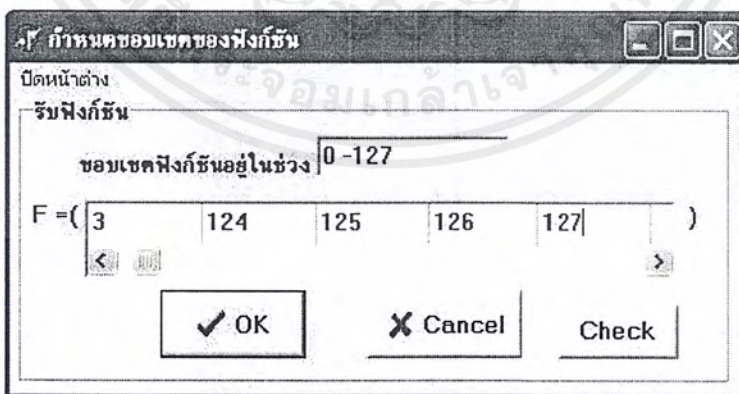 กำหนดขอบเขตของฟังก์ชัน
ปิดหน้าต่าง
รับฟังก์ชัน
ขอบเขตฟังก์ชันอยู่ในช่วง 0 -127
F =( 3 124 125 126 127 )
OK Cancel Check